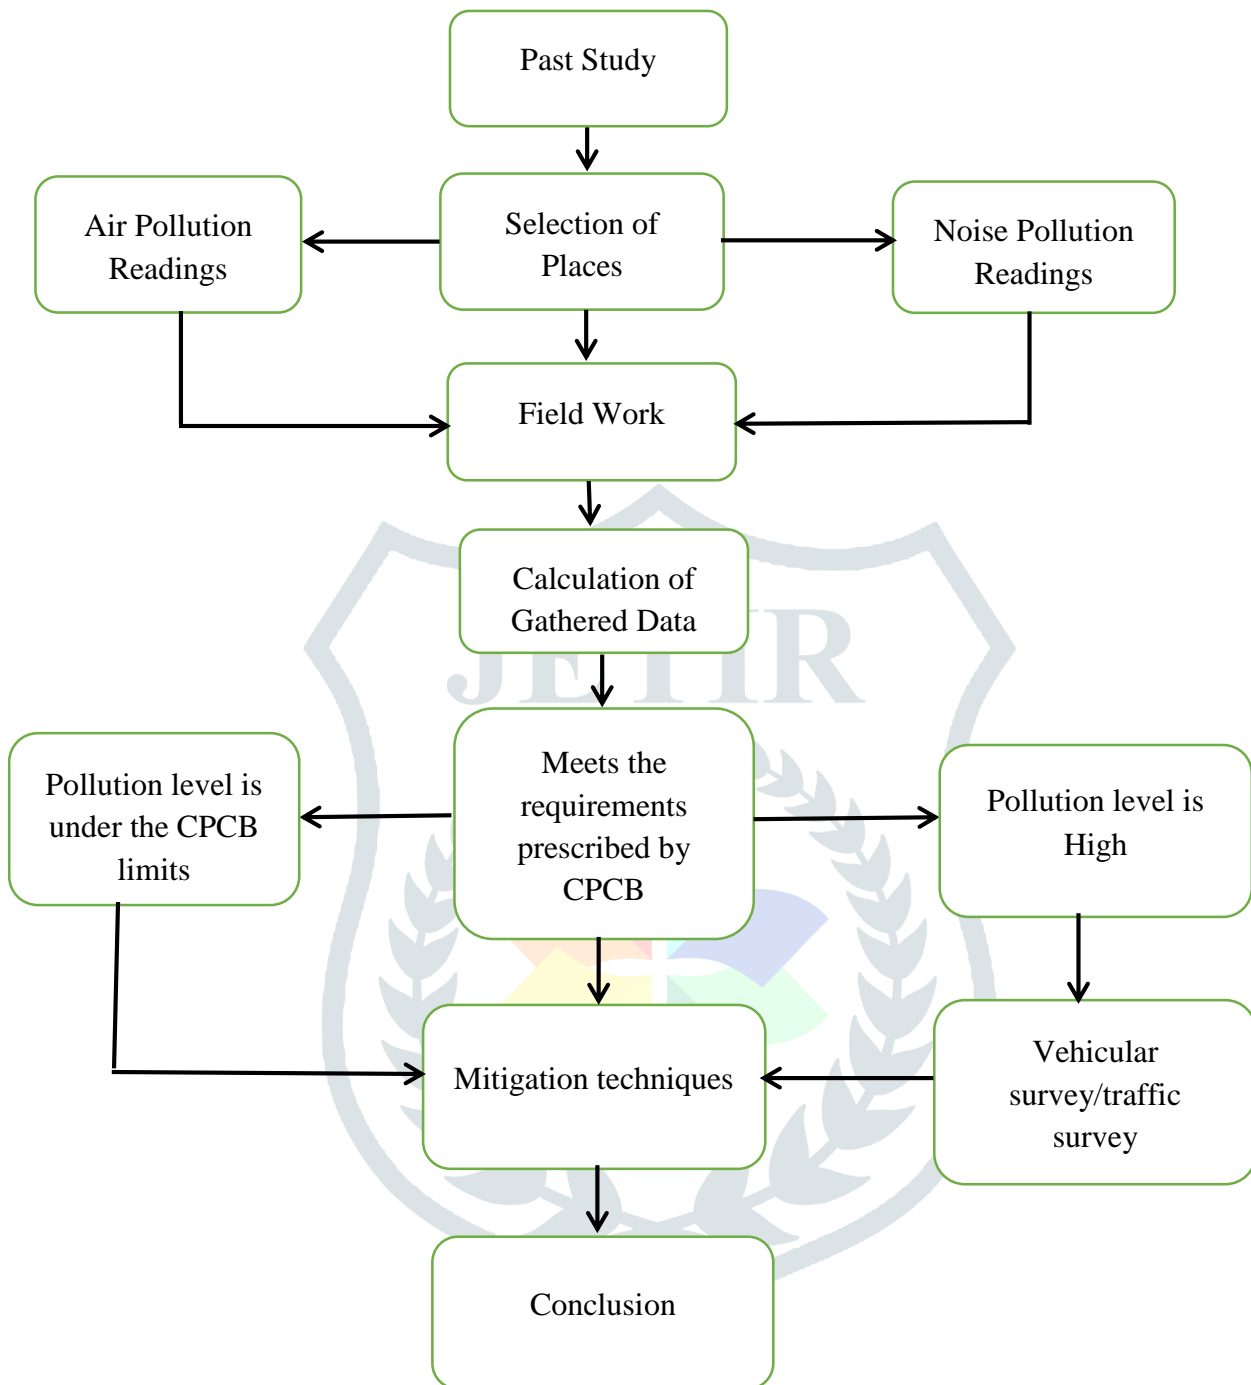 Past Study
Air Pollution
Readings
Selection of
Places
Noise Pollution
Readings
Field Work
Calculation of
Gathered Data
JETIR
Pollution level is
under the CPCB
limits
Meets the
requirements
prescribed by
CPCB
Pollution level is
High
Mitigation techniques
Vehicular
survey/traffic
survey
Conclusion